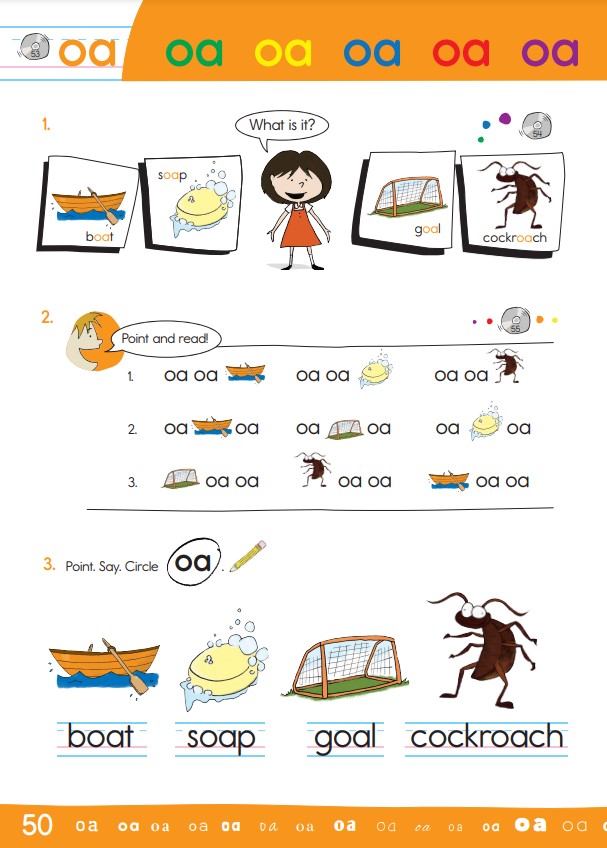 53 oa oa oa oa oa oa
1.
What is it?
54
boat
soap
goal
cockroach
2.
Point and read!
55
1. oa oa oa oa oa oa
2. oa oa oa oa oa oa
3. oa oa oa oa oa oa
3. Point. Say. Circle oa .
boat soap goal cockroach
50 oa oa oa oa oa oa oa oa oa oa oa oa oa oa